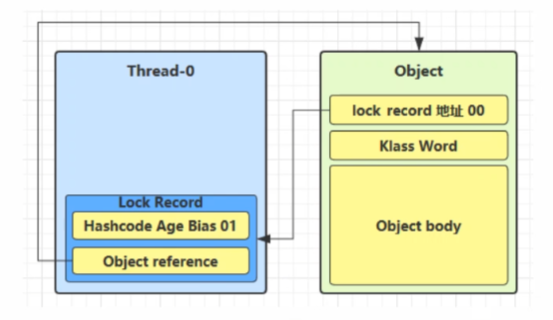 Thread-0
Lock Record
Hashcode Age Bias 01
Object reference
Object
lock record 地址 00
Klass Word
Object body